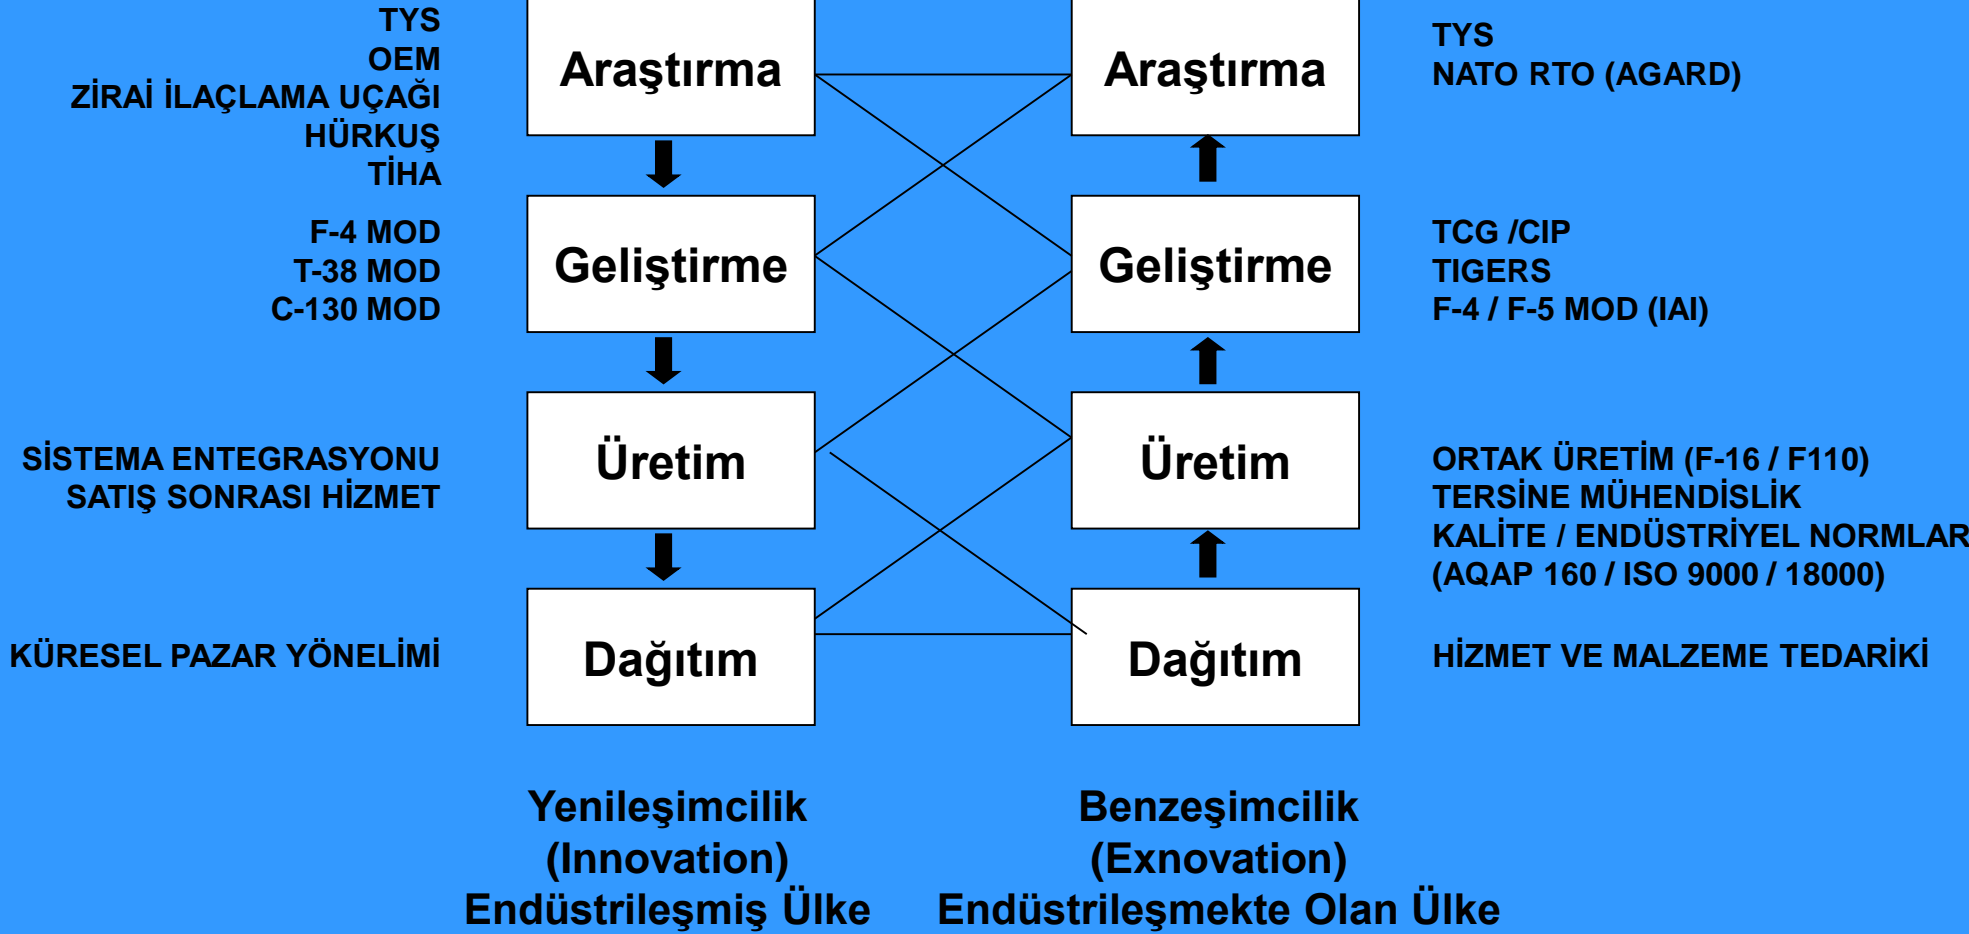 TYS
OEM
ZİRAİ İLAÇLAMA UÇAĞI
HÜRKUŞ
TİHA
F-4 MOD
T-38 MOD
C-130 MOD
SİSTEMA ENTEGRASYONU
SATIŞ SONRASI HİZMET
KÜRESEL PAZAR YÖNELİMİ
Araştırma
Geliştirme
Üretim
Dağıtım
Yenileşimcilik
(Innovation)
Endüstrileşmiş Ülke
Araştırma
Geliştirme
Üretim
Dağıtım
Benzeşimcilik
(Exnovation)
Endüstrileşmekte Olan Ülke
TYS
NATO RTO (AGARD)
TCG /CIP
TIGERS
F-4 / F-5 MOD (IAI)
ORTAK ÜRETİM (F-16 / F110)
TERSİNE MÜHENDİSLİK
KALİTE / ENDÜSTRİYEL NORMLAR
(AQAP 160 / ISO 9000 / 18000)
HİZMET VE MALZEME TEDARİKİ